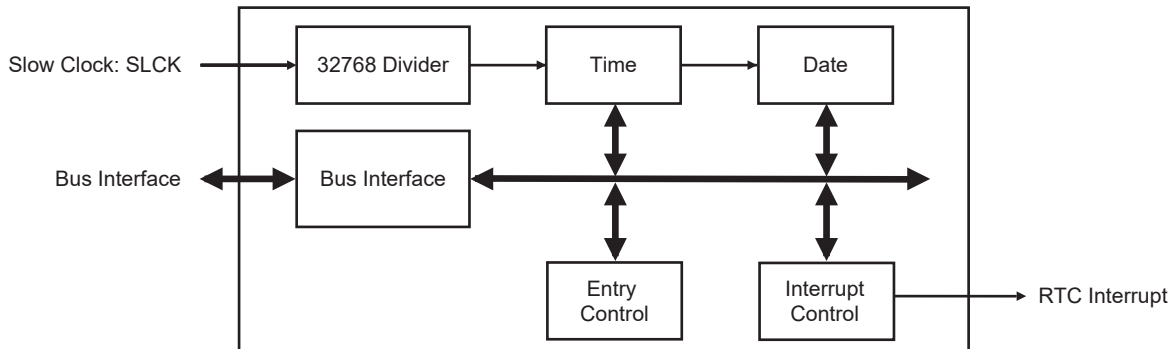 Slow Clock: SLCK
32768 Divider
Time
Date
Bus Interface
Bus Interface
Entry
Control
Interrupt
Control
RTC Interrupt